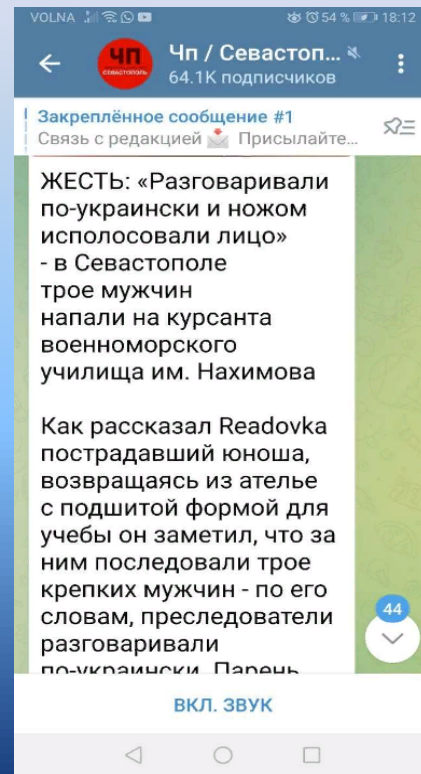 VOLNA 54 % 18:12
ЧП
СЕВАСТОПОЛЬ
Чп / Севастоп...
64.1K подписчиков
Закреплённое сообщение #1
Связь с редакцией 📩 Присылайте...
ЖЕСТЬ: «Разговаривали
по-украински и ножом
исполосовали лицо»
- в Севастополе
трое мужчин
напали на курсанта
военноморского
училища им. Нахимова
Как рассказал Readovka
пострадавший юноша,
возвращаясь из ателье
с подшитой формой для
учебы он заметил, что за
ним последовали трое
крепких мужчин - по его
словам, преследователи
разговаривали
по-украински. Парень
44
ВКЛ. ЗВУК